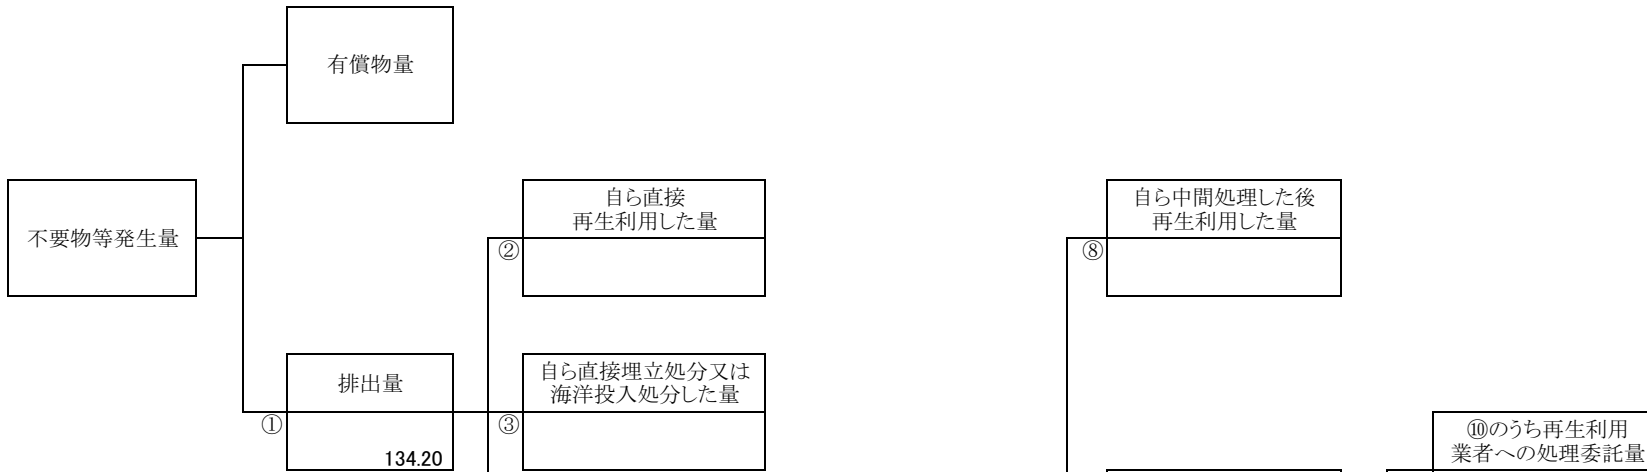 有償物量
不要物等発生量
自ら直接
再生利用した量
②
自ら中間処理した後
再生利用した量
⑧
排出量
①
134.20
自ら直接埋立処分又は
海洋投入処分した量
③
⑩のうち再生利用
業者への処理委託量